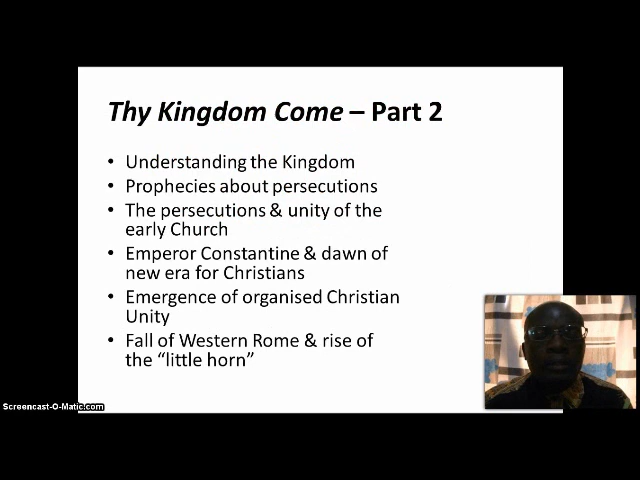 Thy Kingdom Come – Part 2
• Understanding the Kingdom
• Prophecies about persecutions
• The persecutions & unity of the
early Church
• Emperor Constantine & dawn of
new era for Christians
• Emergence of organised Christian
Unity
• Fall of Western Rome & rise of
the “little horn”
Screencast-O-Matic.com